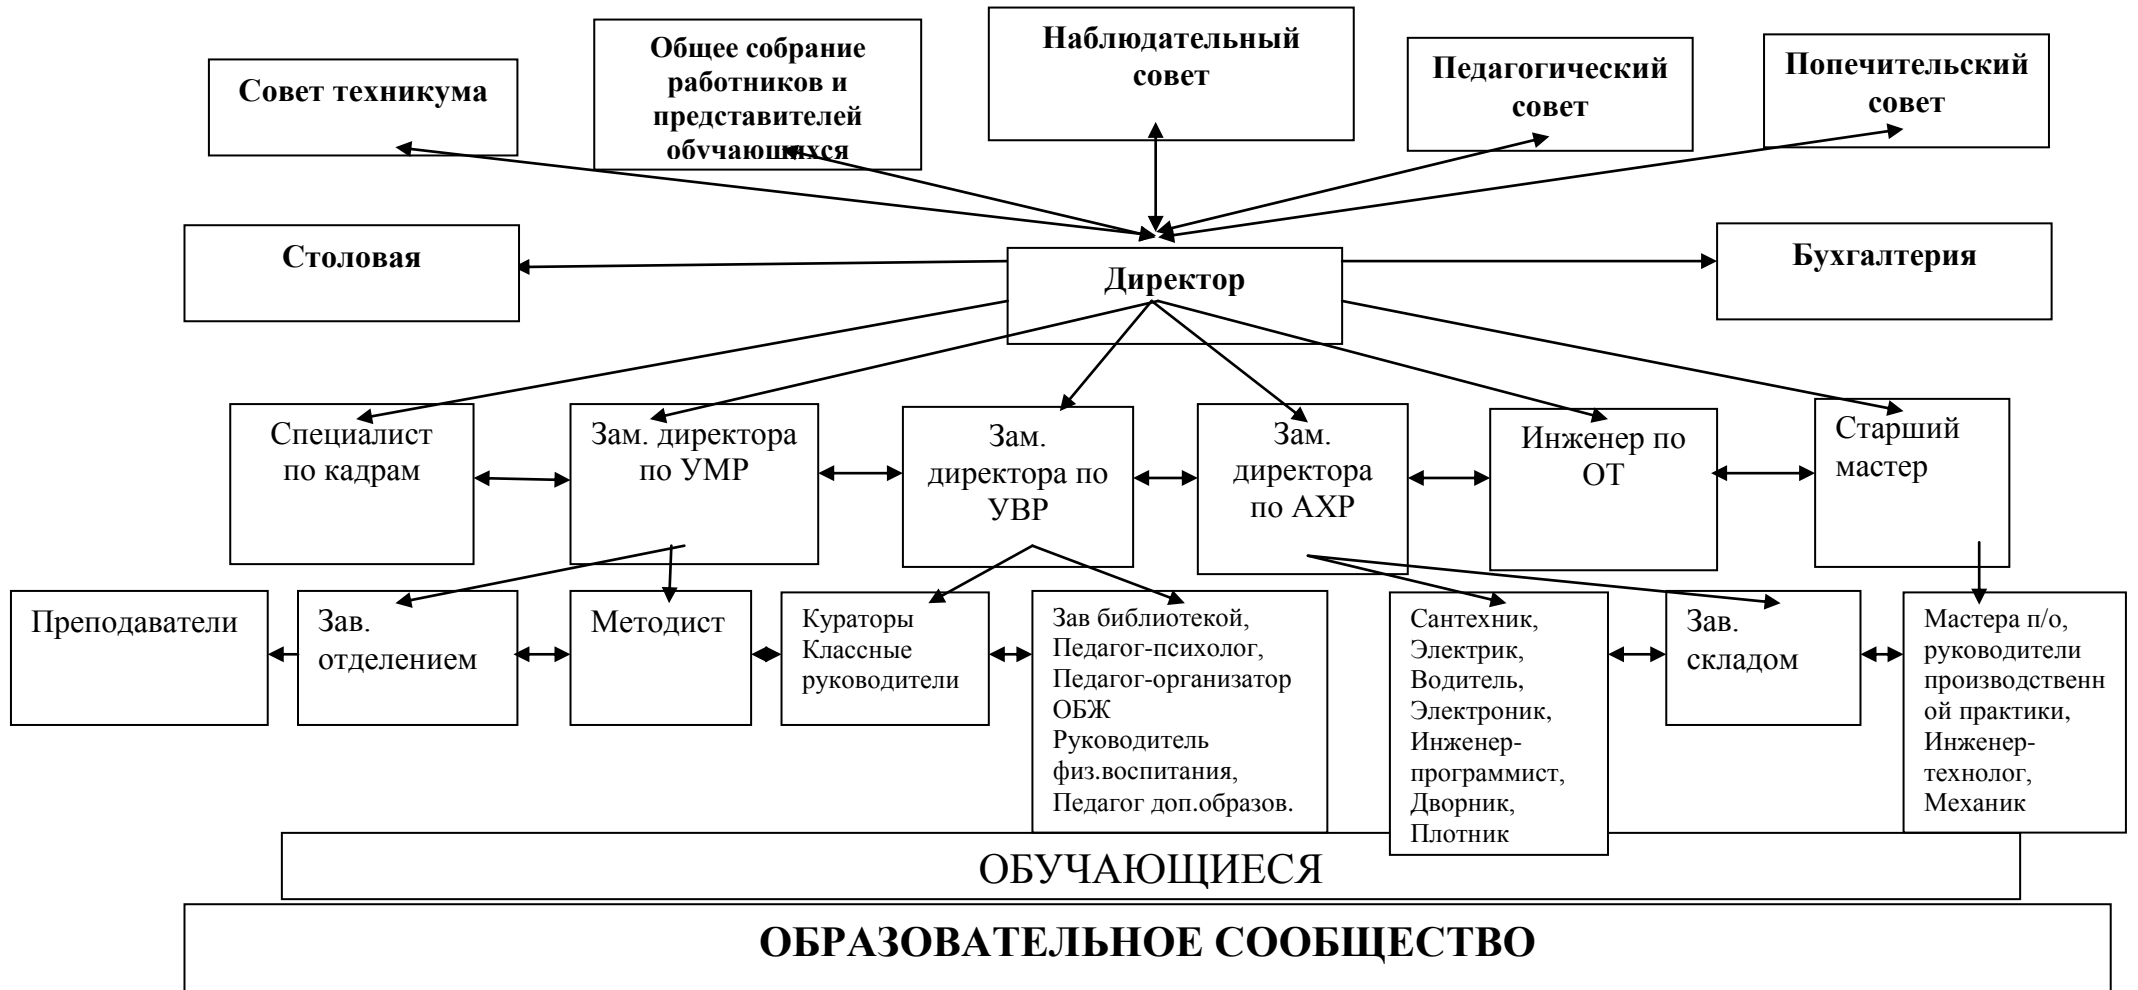 Совет техникума
Общее собрание
работников и
представителей
обучающихся
Наблюдательный
совет
Педагогический
совет
Попечительский
совет
Столовая
Директор
Бухгалтерия
Специалист
по кадрам
Зам. директора
по УМР
Зам.
директора по
УВР
Зам.
директора
по АХР
Инженер по
ОТ
Старший
мастер
Преподаватели
Зав.
отделением
Методист
Кураторы
Классные
руководители
Зав библиотекой,
Педагог-психолог,
Педагог-организатор
ОБЖ
Руководитель
физ.воспитания,
Педагог доп.образов.
Сантехник,
Электрик,
Водитель,
Электроник,
Инженер-
программист,
Дворник,
Плотник
Зав.
складом
Мастера п/о,
руководители
производственн
ой практики,
Инженер-
технолог,
Механик
ОБУЧАЮЩИЕСЯ
ОБРАЗОВАТЕЛЬНОЕ СООБЩЕСТВО